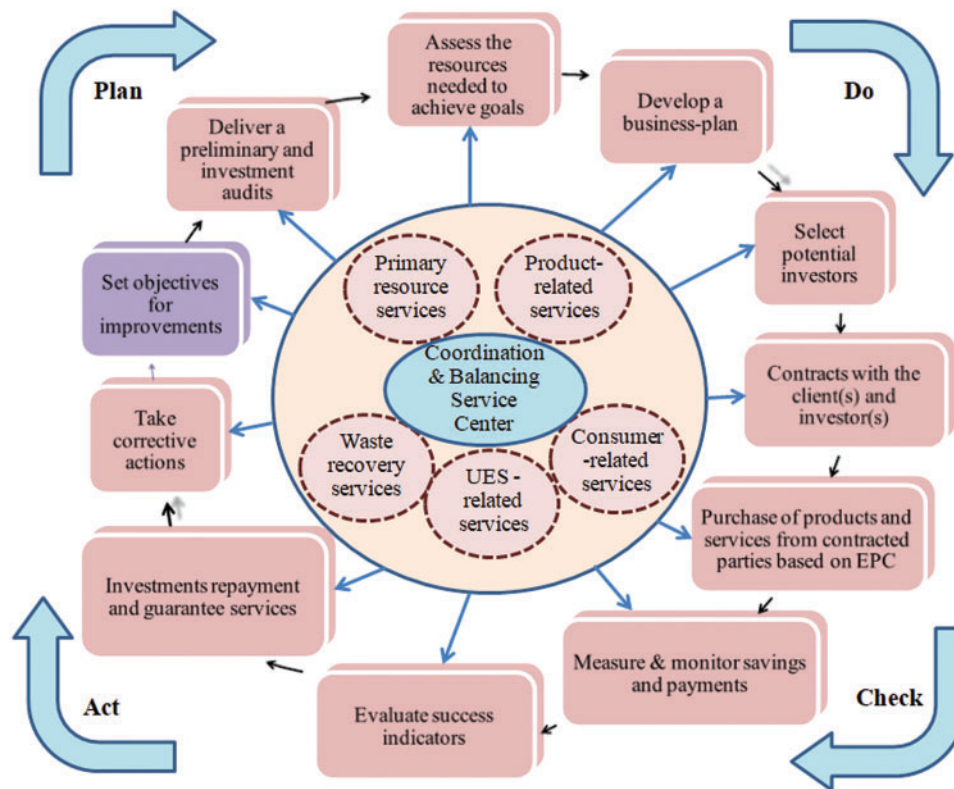 Plan
Assess the
resources
needed to
achieve goals
Do
Develop a
business-plan
Deliver a
preliminary and
investment
audits
Select
potential
investors
Set objectives
for
improvements
Primary
resource
services
Product-
related
services
Coordination
& Balancing
Service
Center
Contracts with the
client(s) and
investor(s)
Take
corrective
actions
Waste
recovery
services
UES -
related
services
Consumer
-related
services
Purchase of products and
services from contracted
parties based on EPC
Investments repayment
and guarantee services
Measure & monitor savings
and payments
Evaluate success
indicators
Act
Check